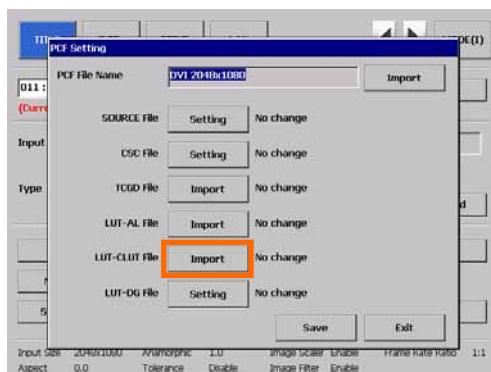 PCF Setting
DE(I)
PCF File Name DVI 2048x1080 Import
011:
SOURCE File Setting No change
Input
CSC File Setting No change
Type
TCGD File Import No change
LUT-AL File Import No change
LUT-CLUT File Import No change
LUT-DG File Setting No change
Save Exit
Input Size 2048x1080 Anamorphic 1.0 Image Scaler Enable Frame Rate Ratio 1:1
Aspect 0.0 Tolerance Disable Image Filter Enable